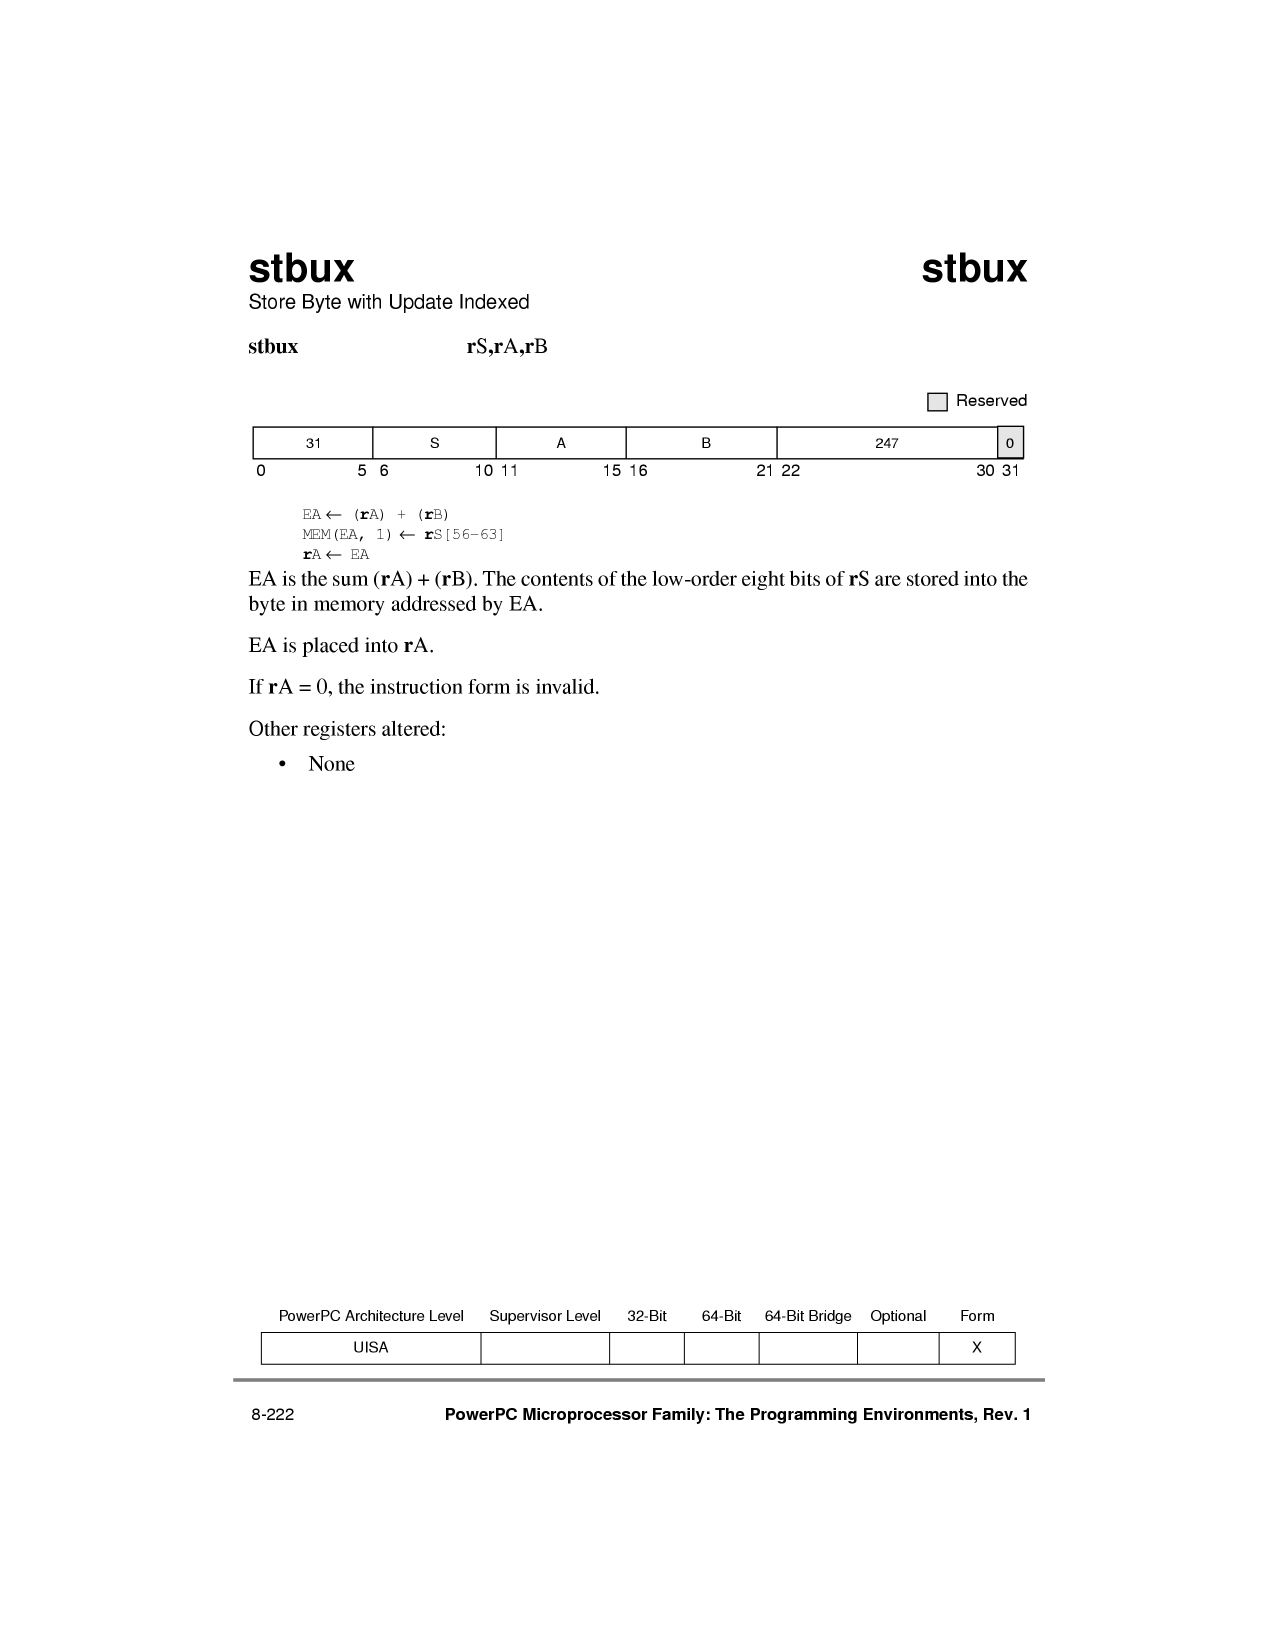 stbux stbux
Store Byte with Update Indexed
stbux rS,rA,rB
Reserved
31 S A B 247 0
0 5 6 10 11 15 16 21 22 30 31
EA ← (rA) + (rB)
MEM(EA, 1) ← rS[56–63]
rA ← EA
EA is the sum (rA) + (rB). The contents of the low-order eight bits of rS are stored into the
byte in memory addressed by EA.
EA is placed into rA.
If rA = 0, the instruction form is invalid.
Other registers altered:
• None
PowerPC Architecture Level Supervisor Level 32-Bit 64-Bit 64-Bit Bridge Optional Form
UISA X
8-222 PowerPC Microprocessor Family: The Programming Environments, Rev. 1